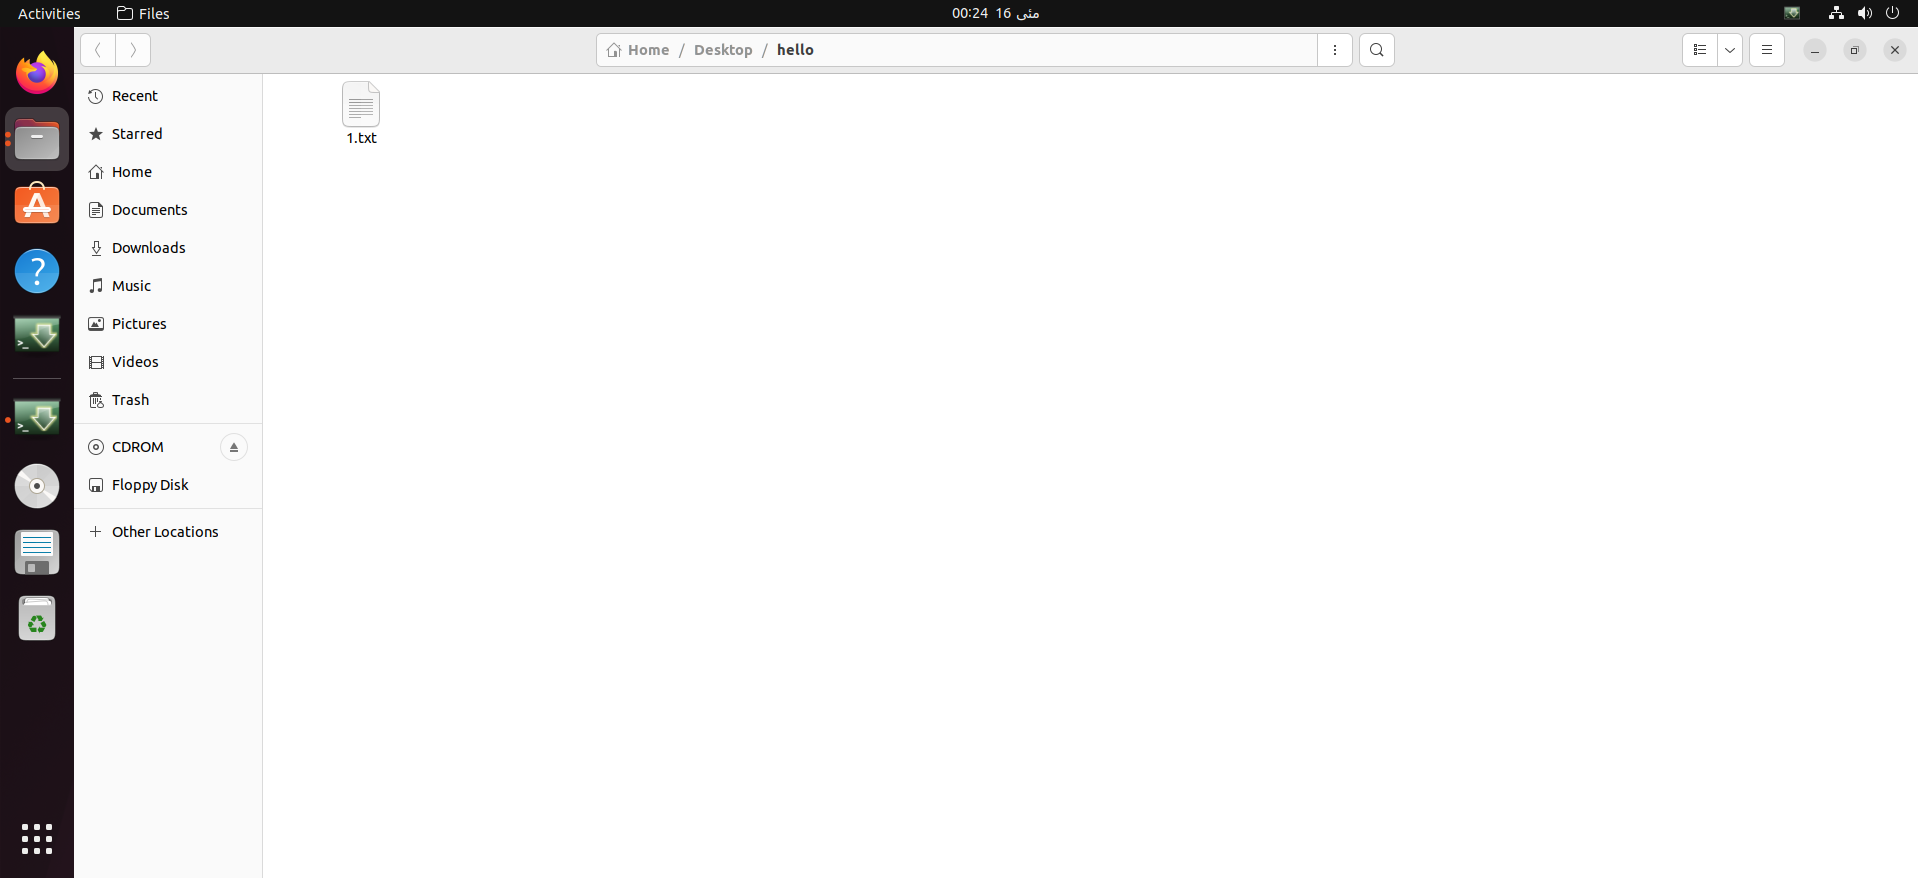 Activities Files 00:24 16 مئی
Home / Desktop / hello
Recent
Starred
Home
Documents
Downloads
Music
Pictures
Videos
Trash
CDROM
Floppy Disk
Other Locations
1.txt